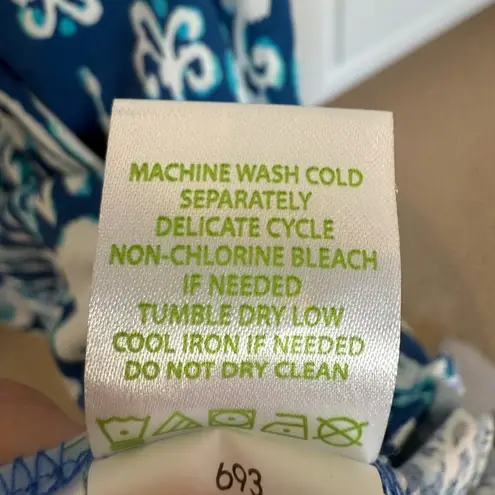 MACHINE WASH COLD
SEPARATELY
DELICATE CYCLE
NON-CHLORINE BLEACH
IF NEEDED
TUMBLE DRY LOW
COOL IRON IF NEEDED
DO NOT DRY CLEAN
693